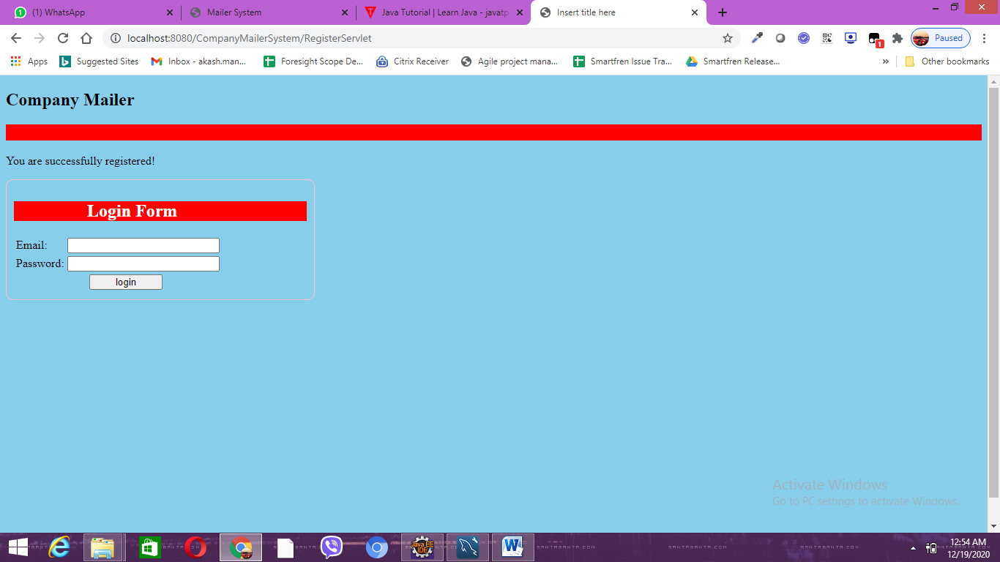 (1) WhatsApp
Mailer System
Java Tutorial | Learn Java - javatp
Insert title here
localhost:8080/CompanyMailerSystem/RegisterServlet
1
Paused
Apps
Suggested Sites
Inbox - akash.man...
Foresight Scope De...
Citrix Receiver
Agile project mana...
Smartfren Issue Tra...
Smartfren Release...
»
Other bookmarks
Company Mailer
You are successfully registered!
Login Form
Email:
Password:
login
Activate Windows
Go to PC settings to activate Windows.
Java EE
IDE
12:54 AM
12/19/2020